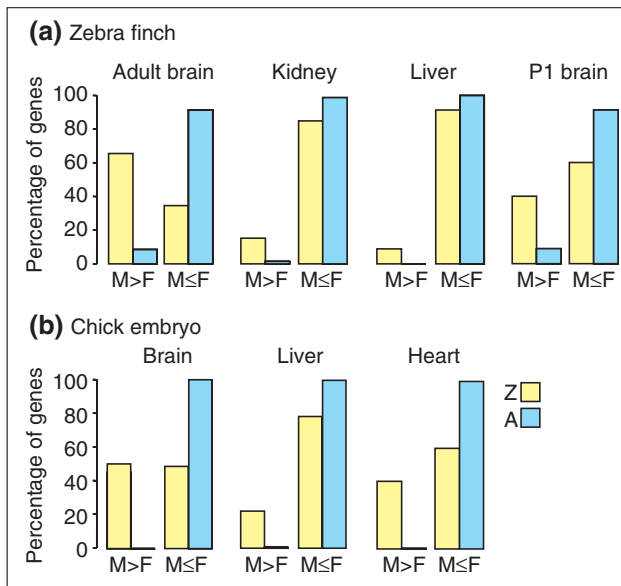 (a) Zebra finch
Adult brain Kidney Liver P1 brain
Percentage of genes
100
80
60
40
20
0
M>F M≤F M>F M≤F M>F M≤F M>F M≤F
(b) Chick embryo
Brain Liver Heart
Percentage of genes
100
80
60
40
20
0
Z
A
M>F M≤F M>F M≤F M>F M≤F